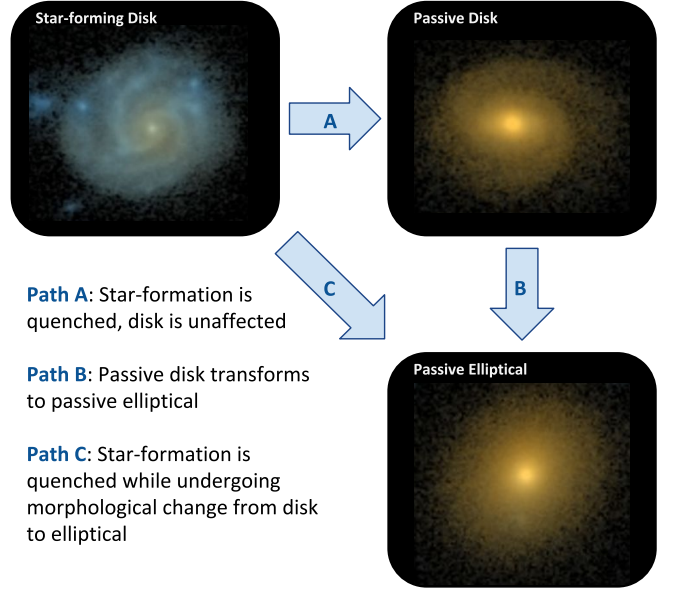 Star-forming Disk
Passive Disk
A
C
B
Path A: Star-formation is
quenched, disk is unaffected
Path B: Passive disk transforms
to passive elliptical
Path C: Star-formation is
quenched while undergoing
morphological change from disk
to elliptical
Passive Elliptical